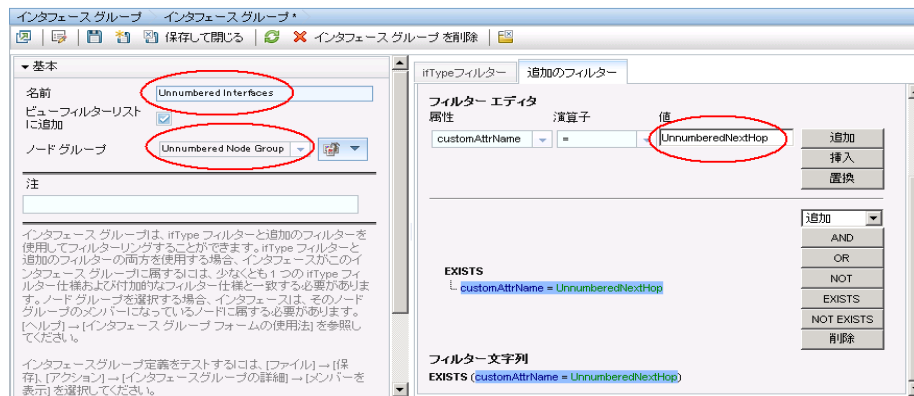 インタフェース グループ インタフェース グループ *
保存して閉じる インタフェース グループ を削除
基本
名前 Unnumbered Interfaces
ビューフィルターリスト
に追加
ノード グループ Unnumbered Node Group
注
インタフェース グループは、ifType フィルターと追加のフィルターを
使用してフィルターリングすることができます。ifType フィルターと
追加のフィルターの両方を使用する場合、インタフェースがこのイ
ンタフェース グループに属するには、少なくとも 1 つの ifType フィ
ルター仕様および付加的なフィルター仕様と一致する必要がありま
す。ノード グループを選択する場合、インタフェースは、そのノード
グループのメンバーになっているノードに属する必要があります。
[ヘルプ] → [インタフェース グループ フォームの使用法] を参照し
てください。
インタフェースグループ定義をテストするには、[ファイル] → [保
存]、[アクション] → [インタフェースグループの詳細] → [メンバーを
表示] を選択してください。
ifTypeフィルター 追加のフィルター
フィルター エディタ
属性 演算子 値
customAttrName = UnnumberedNextHop 追加
挿入
置換
追加
AND
OR
NOT
EXISTS
NOT EXISTS
削除
EXISTS
customAttrName = UnnumberedNextHop
フィルター文字列
EXISTS (customAttrName = UnnumberedNextHop)